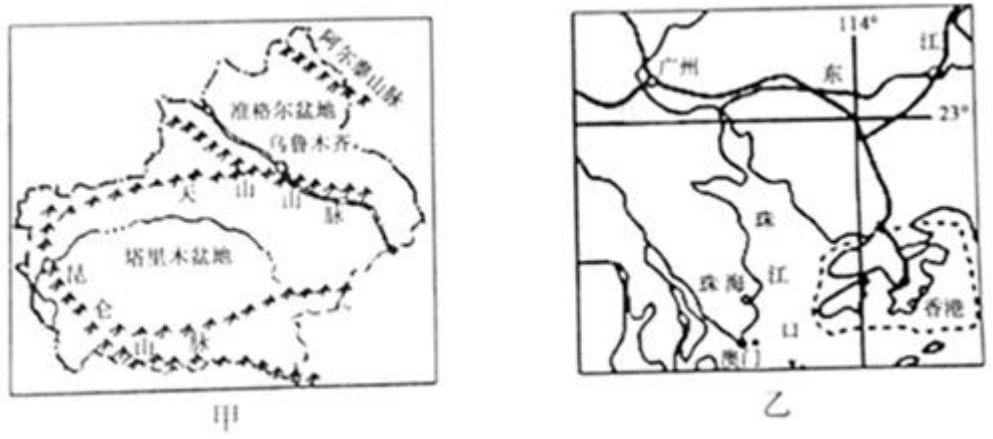 阿尔泰山脉
准格尔盆地
乌鲁木齐
天山山脉
塔里木盆地
昆仑山脉
甲
114°
江
广州
东
23°
珠
江
口
珠海
香港
澳门
乙